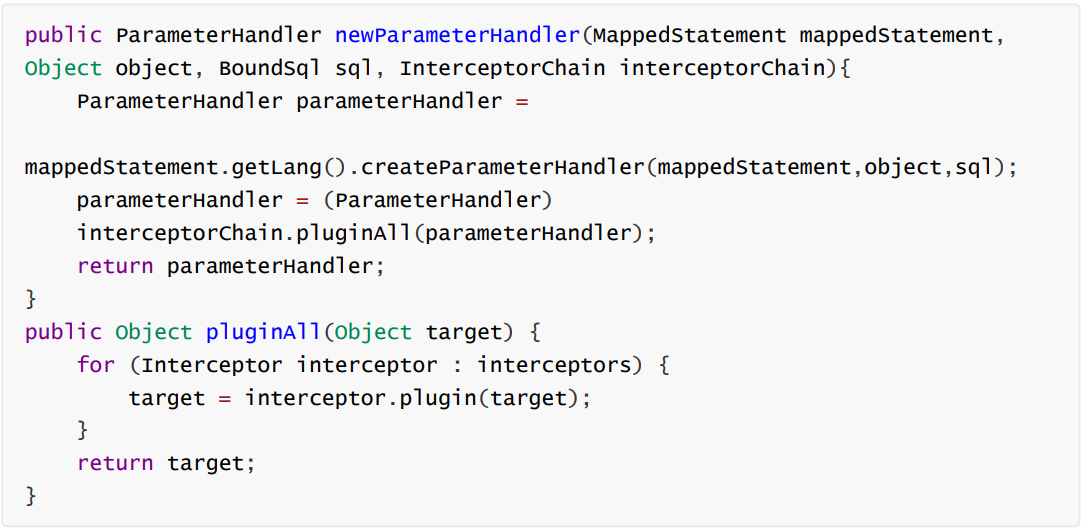 public ParameterHandler newParameterHandler(MappedStatement mappedStatement,
Object object, BoundSql sql, InterceptorChain interceptorChain){
    ParameterHandler parameterHandler =
mappedStatement.getLang().createParameterHandler(mappedStatement,object,sql);
    parameterHandler = (ParameterHandler)
    interceptorChain.pluginAll(parameterHandler);
    return parameterHandler;
}
public Object pluginAll(Object target) {
    for (Interceptor interceptor : interceptors) {
        target = interceptor.plugin(target);
    }
    return target;
}